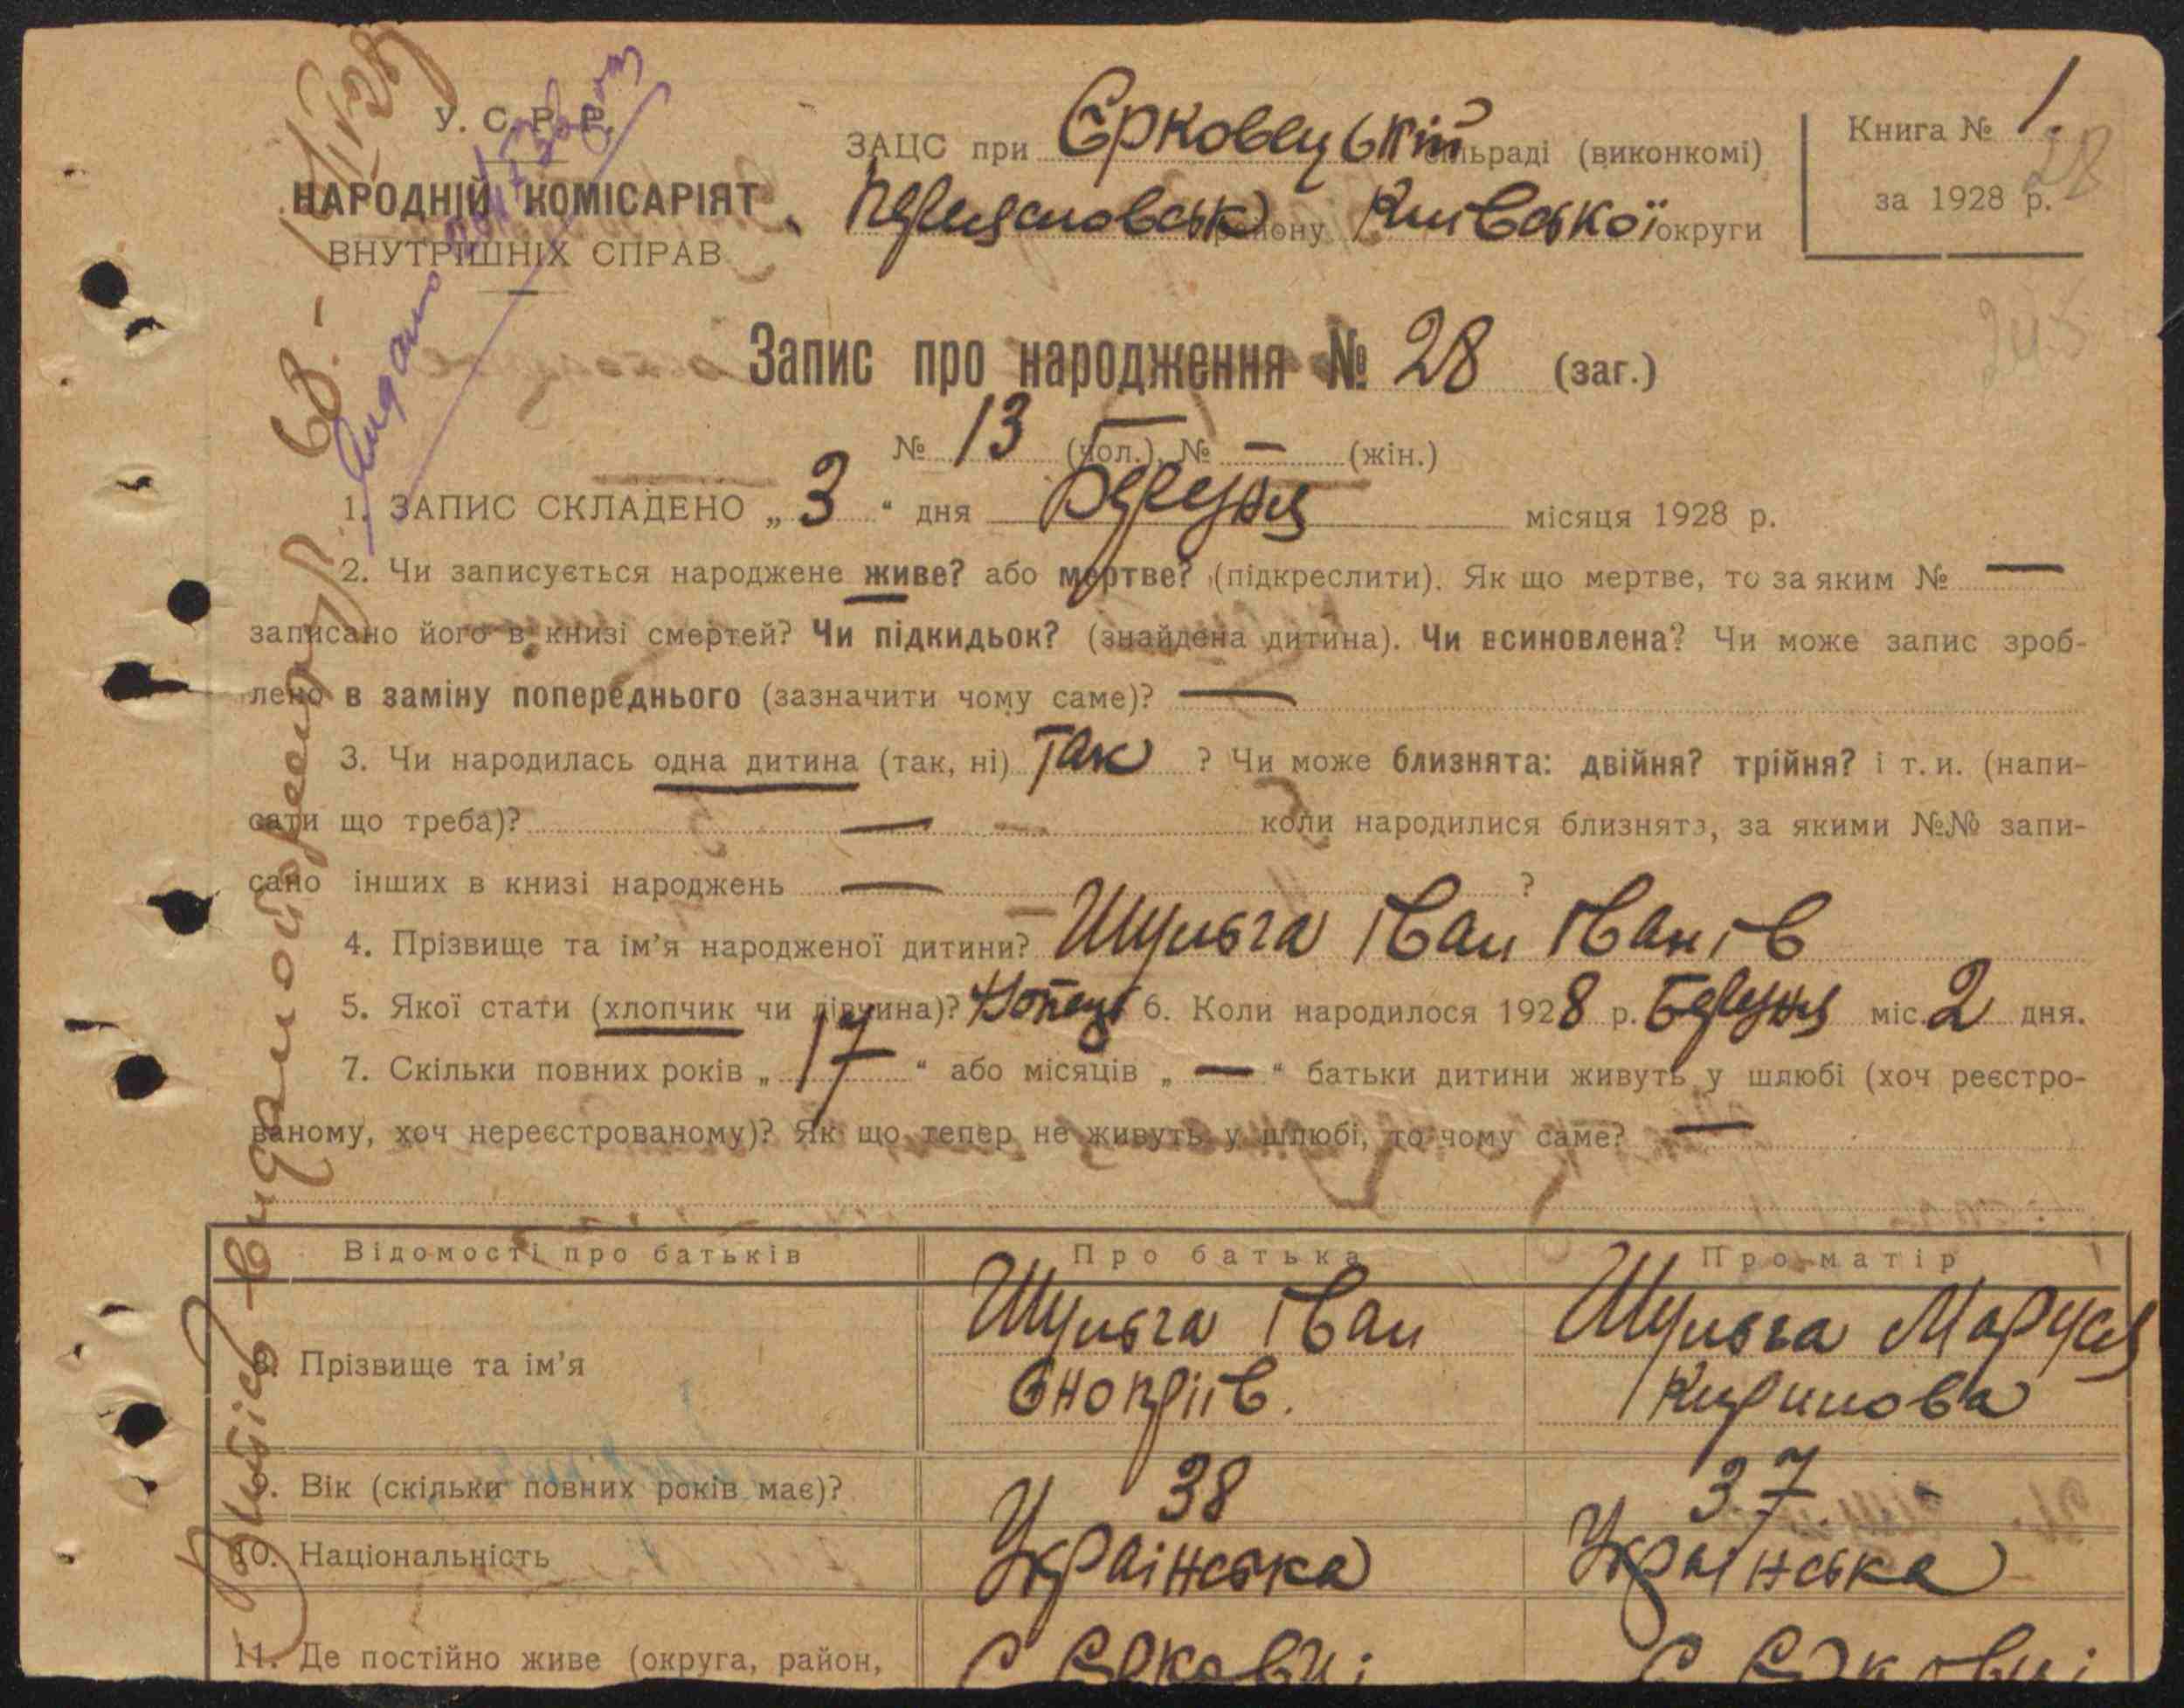 У. С. Р. Р.
НАРОДНІЙ КОМІСАРІЯТ
ВНУТРІШНІХ СПРАВ
ЗАЦС при Єрковецькій сільраді (виконкомі)
району Київської округи
Книга № 1.
за 1928 р.
28
Запис про народження № 28 (заг.)
№ 13 (чол.). № — (жін.)
1. ЗАПИС СКЛАДЕНО „ 3 “ дня Березня місяця 1928 р.
2. Чи записується народжене живе? або мертве? (підкреслити). Як що мертве, то за яким № —
записано його в книзі смертей? Чи підкидьок? (знайдена дитина). Чи всиновлена? Чи може запис зроб-
лено в заміну попереднього (зазначити чому саме)? —
3. Чи народилась одна дитина (так, ні) Так ? Чи може близнята: двійня? трійня? і т. и. (напи-
сати що треба)? — коли народилися близнята, за якими №№ запи-
сано інших в книзі народжень — ?
4. Прізвище та ім’я народженої дитини? Шульга Іван Іванів
5. Якої стати (хлопчик чи дівчина)? 6. Коли народилося 1928 р. Березня міс. 2 дня.
7. Скільки повних років „ 17 “ або місяців „ — “ батьки дитини живуть у шлюбі (хоч реєстро-
ваному, хоч нереєстрованому)? Як що тепер не живуть у шлюбі, то чому саме? —
Відомості про батьків Про батька Про матір
8. Прізвище та ім’я Шульга Іван Оноприїв. Шульга Маруся Кирилова
9. Вік (скільки повних років має)? 38 37
10. Національність Українська Українська
11. Де постійно живе (округа, район, С Єрковці С Єрковці